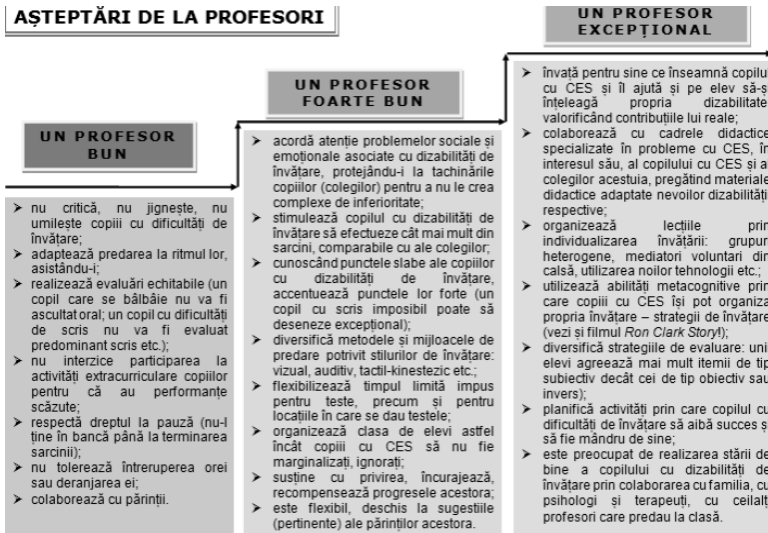 AȘTEPTĂRI DE LA PROFESORI
UN PROFESOR
BUN
➤ nu critică, nu jignește, nu
umilește copiii cu dificultăți de
învățare;
➤ adaptează predarea la ritmul lor,
asistându-i;
➤ realizează evaluări echitabile (un
copil care se bâlbâie nu va fi
ascultat oral; un copil cu dificultăți
de scris nu va fi evaluat
predominant scris etc.);
➤ nu interzice participarea la
activități extracurriculare copiilor
pentru că au performanțe
scăzute;
➤ respectă dreptul la pauză (nu-l
ține în bancă până la terminarea
sarcinii);
➤ nu tolerează întreruperea orei
sau deranjarea ei;
➤ colaborează cu părinții.
UN PROFESOR
FOARTE BUN
➤ acordă atenție problemelor sociale și
emoționale asociate cu dizabilități de
învățare, protejându-i la tachinările
copiilor (colegilor) pentru a nu le crea
complexe de inferioritate;
➤ stimulează copilul cu dizabilități de
învățare să efectueze cât mai mult din
sarcini, comparabile cu ale colegilor;
➤ cunoscând punctele slabe ale copiilor
cu dizabilități de învățare,
accentuează punctele lor forte (un
copil cu scris imposibil poate să
deseneze excepțional);
➤ diversifică metodele și mijloacele de
predare potrivit stilurilor de învățare:
vizual, auditiv, tactil-kinestezic etc.;
➤ flexibilizează timpul limită impus
pentru teste, precum și pentru
locațiile în care se dau testele;
➤ organizează clasa de elevi astfel
încât copiii cu CES să nu fie
marginalizați, ignorați;
➤ susține cu privirea, încurajează,
recompensează progresele acestora;
➤ este flexibil, deschis la sugestiile
(pertinente) ale părinților acestora.
UN PROFESOR
EXCEPȚIONAL
➤ învață pentru sine ce înseamnă copilul
cu CES și îl ajută și pe elev să-ș
înțeleagă propria dizabilitate
valorificând contribuțiile lui reale;
➤ colaborează cu cadrele didactice
specializate în probleme cu CES, în
interesul său, al copilului cu CES și a
colegilor acestuia, pregătind materiale
didactice adaptate nevoilor dizabilități
respective;
➤ organizează lecțiile prin
individualizarea învățării: grupur
heterogene, mediatori voluntari din
calsă, utilizarea noilor tehnologii etc.;
➤ utilizează abilități metacognitive prin
care copiii cu CES își pot organiza
propria învățare – strategii de învățare
(vezi și filmul Ron Clark Story!);
➤ diversifică strategiile de evaluare: unii
elevi agreează mai mult itemii de tip
subiectiv decât cei de tip obiectiv sau
invers);
➤ planifică activități prin care copilul cu
dificultăți de învățare să aibă succes ș
să fie mândru de sine;
➤ este preocupat de realizarea stării de
bine a copilului cu dizabilități de
învățare prin colaborarea cu familia, cu
psihologi și terapeuți, cu ceilalț
profesori care predau la clasă.